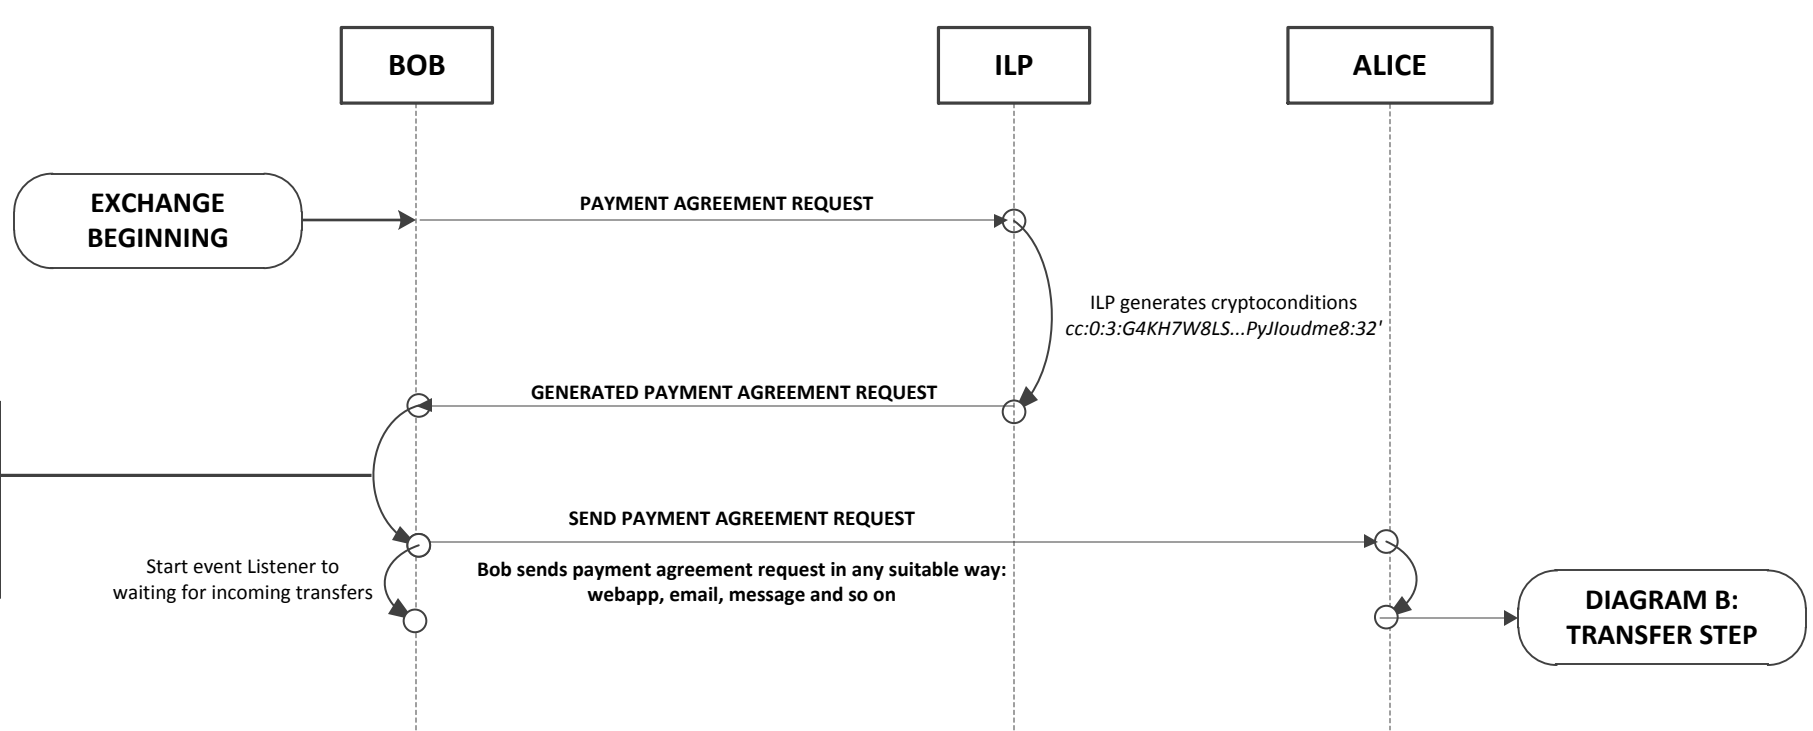 BOB
ILP
ALICE
EXCHANGE
BEGINNING
PAYMENT AGREEMENT REQUEST
ILP generates cryptoconditions
cc:0:3:G4KH7W8LS...PyJIoudme8:32'
GENERATED PAYMENT AGREEMENT REQUEST
SEND PAYMENT AGREEMENT REQUEST
Start event Listener to
waiting for incoming transfers
Bob sends payment agreement request in any suitable way:
webapp, email, message and so on
DIAGRAM B:
TRANSFER STEP